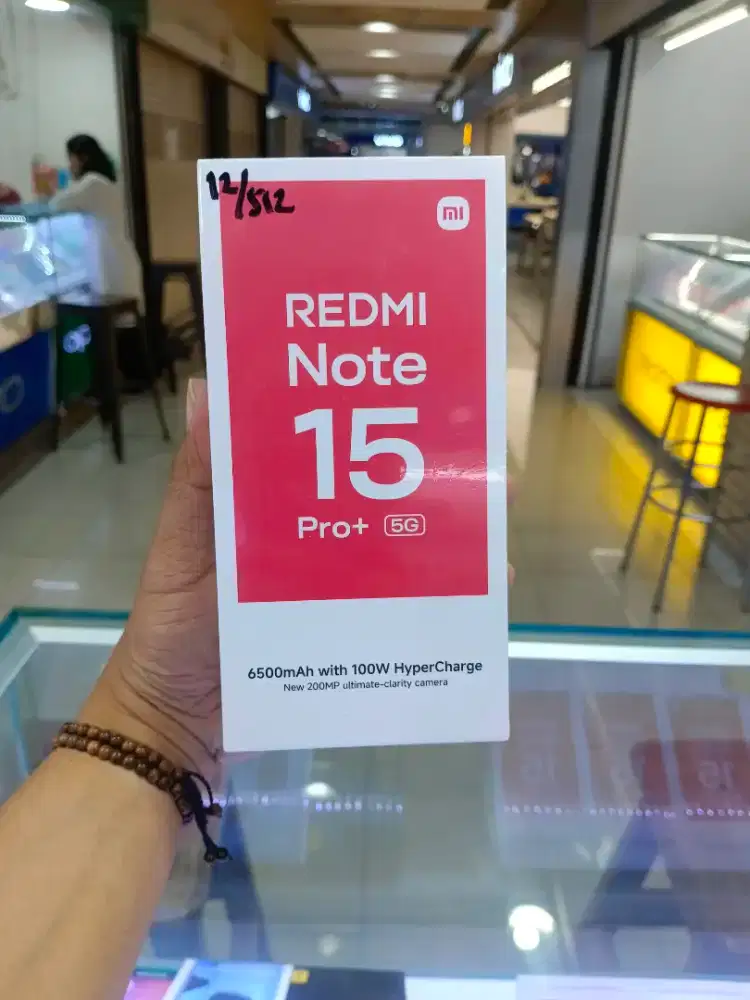 12/512
mi
REDMI
Note
15
Pro+ 5G
6500mAh with 100W HyperCharge
New 200MP ultimate-clarity camera